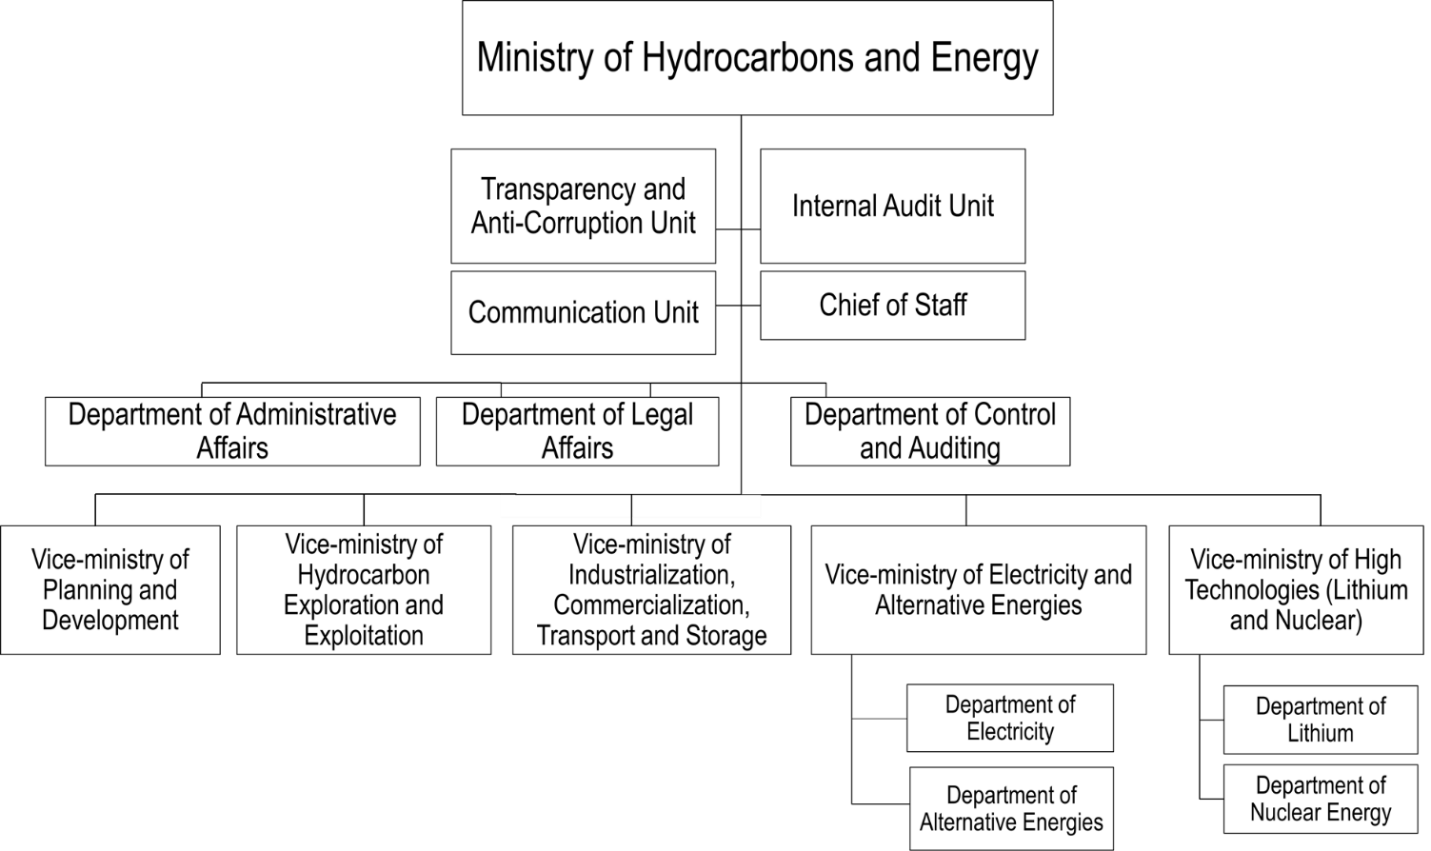 Ministry of Hydrocarbons and Energy
Transparency and
Anti-Corruption Unit
Internal Audit Unit
Communication Unit
Chief of Staff
Department of Administrative
Affairs
Department of Legal
Affairs
Department of Control
and Auditing
Vice-ministry of
Planning and
Development
Vice-ministry of
Hydrocarbon
Exploration and
Exploitation
Vice-ministry of
Industrialization,
Commercialization,
Transport and Storage
Vice-ministry of Electricity and
Alternative Energies
Vice-ministry of High
Technologies (Lithium
and Nuclear)
Department of
Electricity
Department of
Alternative Energies
Department of
Lithium
Department of
Nuclear Energy